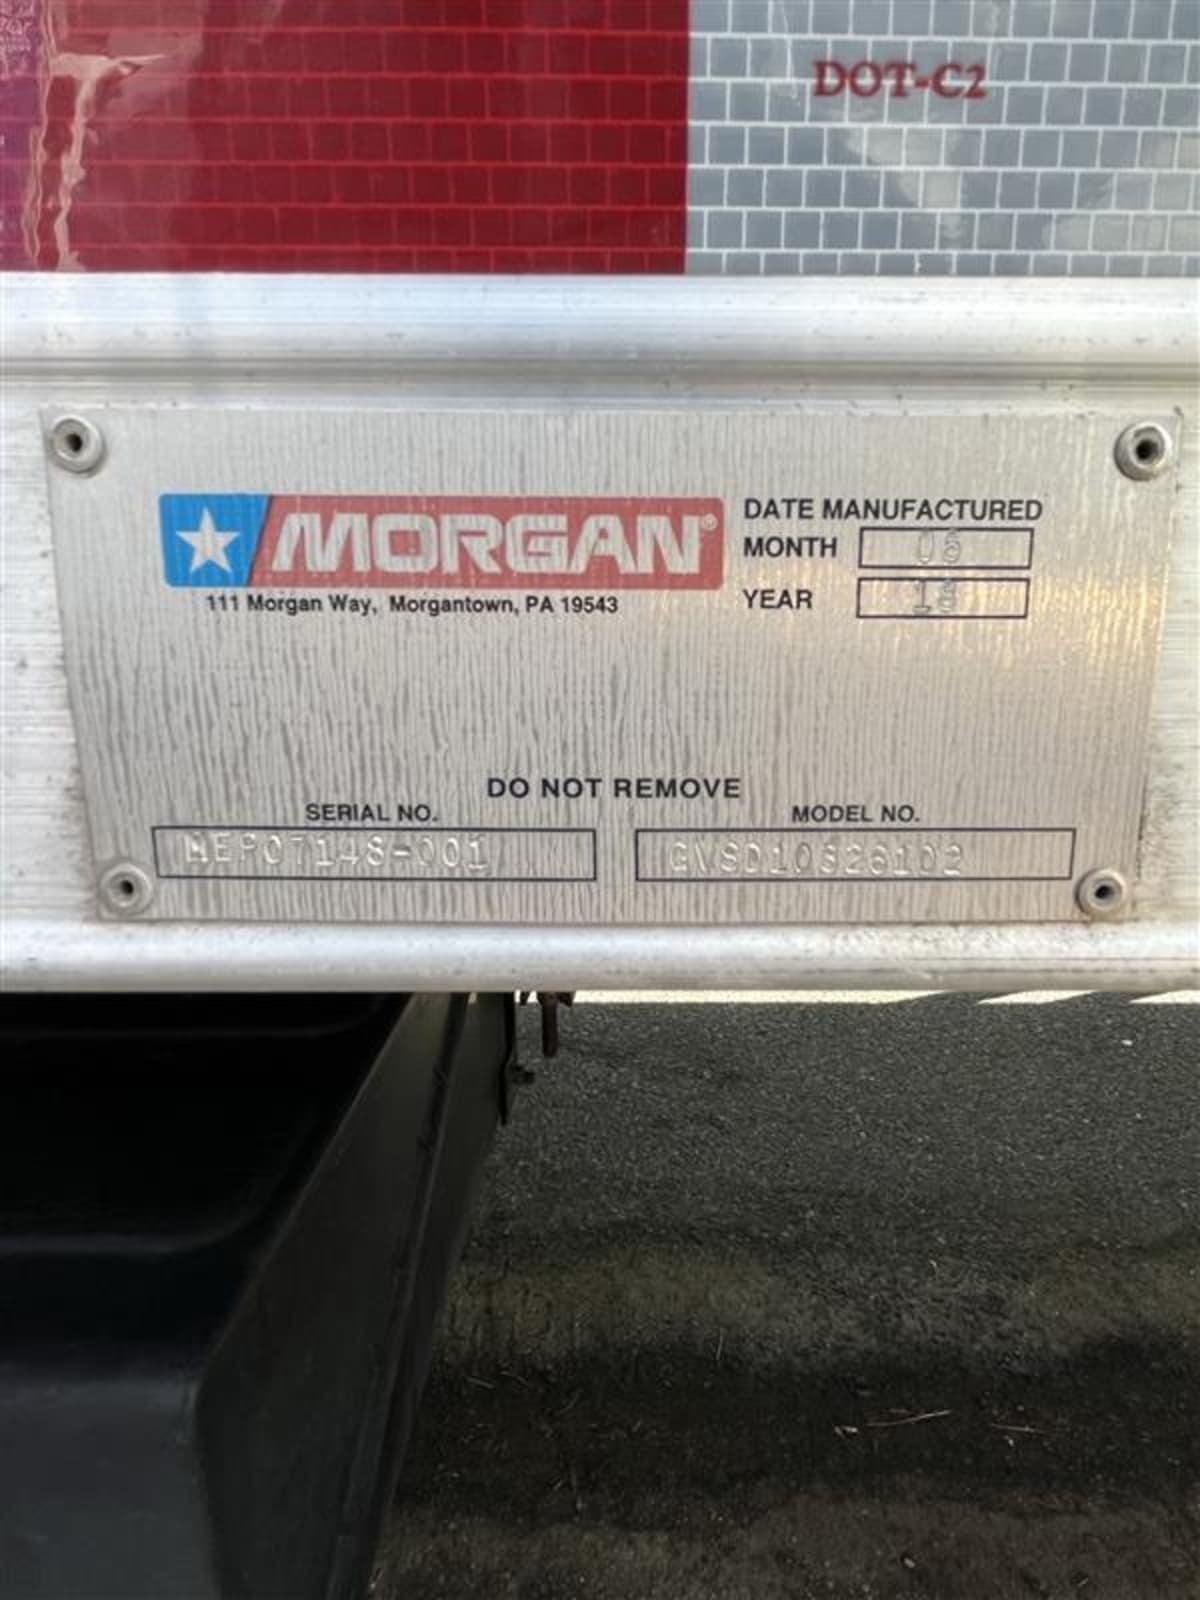 DOT-C2
MORGAN®
111 Morgan Way, Morgantown, PA 19543
DATE MANUFACTURED
MONTH
YEAR
DO NOT REMOVE
SERIAL NO.
MODEL NO.